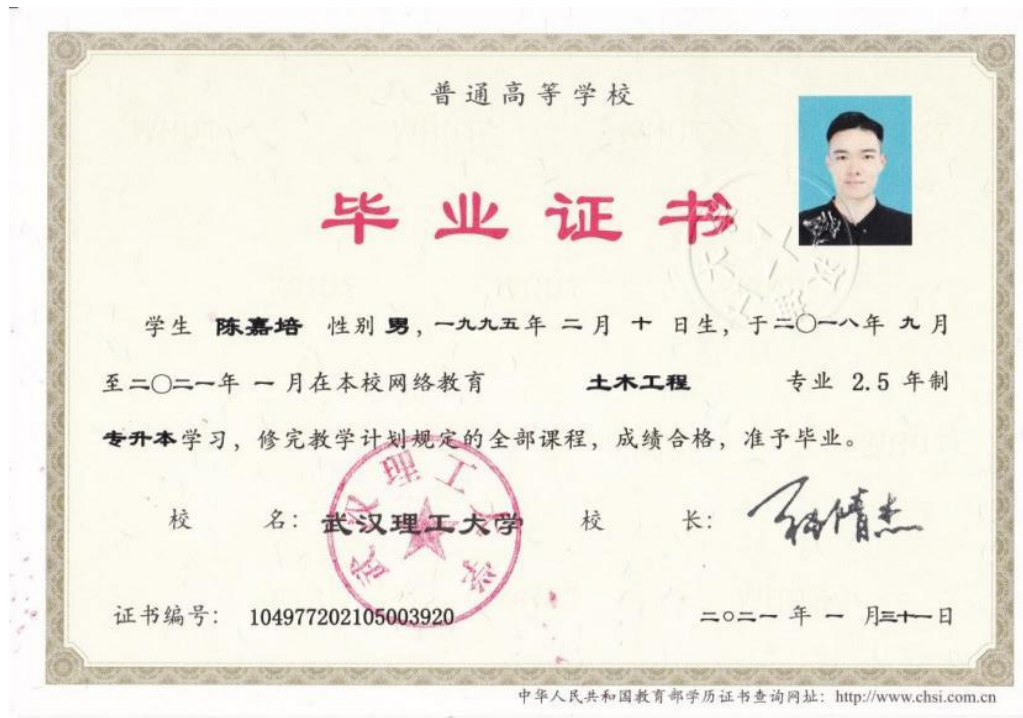 普通高等学校
毕业证书
学生 陈嘉培 性别 男，一九九五年 二 月 十 日生，于二〇一八年 九 月
至二〇二一年 一 月在本校网络教育 土木工程 专业 2.5 年制
专升本学习，修完教学计划规定的全部课程，成绩合格，准予毕业。
校 名：武汉理工大学 校 长：
武汉理工大学
证书编号： 104977202105003920 二〇二一 年 一 月三十一日
中华人民共和国教育部学历证书查询网址：http://www.chsi.com.cn